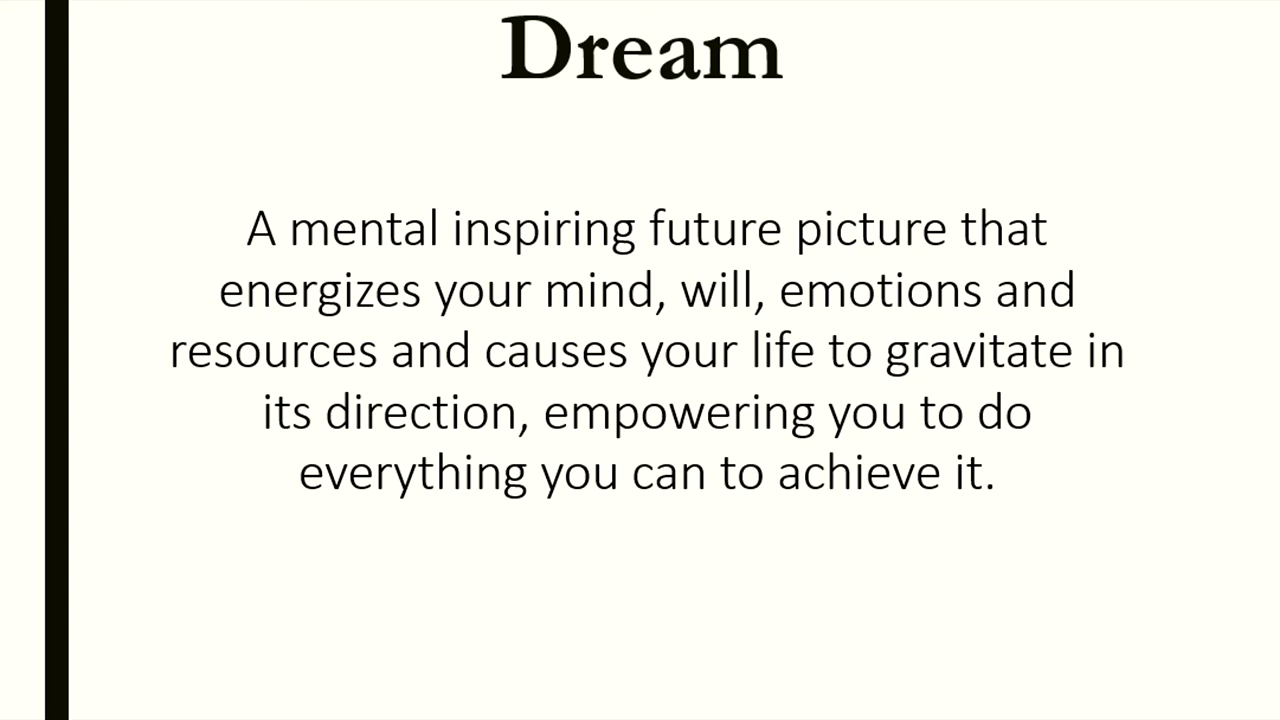 Dream
A mental inspiring future picture that
energizes your mind, will, emotions and
resources and causes your life to gravitate in
its direction, empowering you to do
everything you can to achieve it.